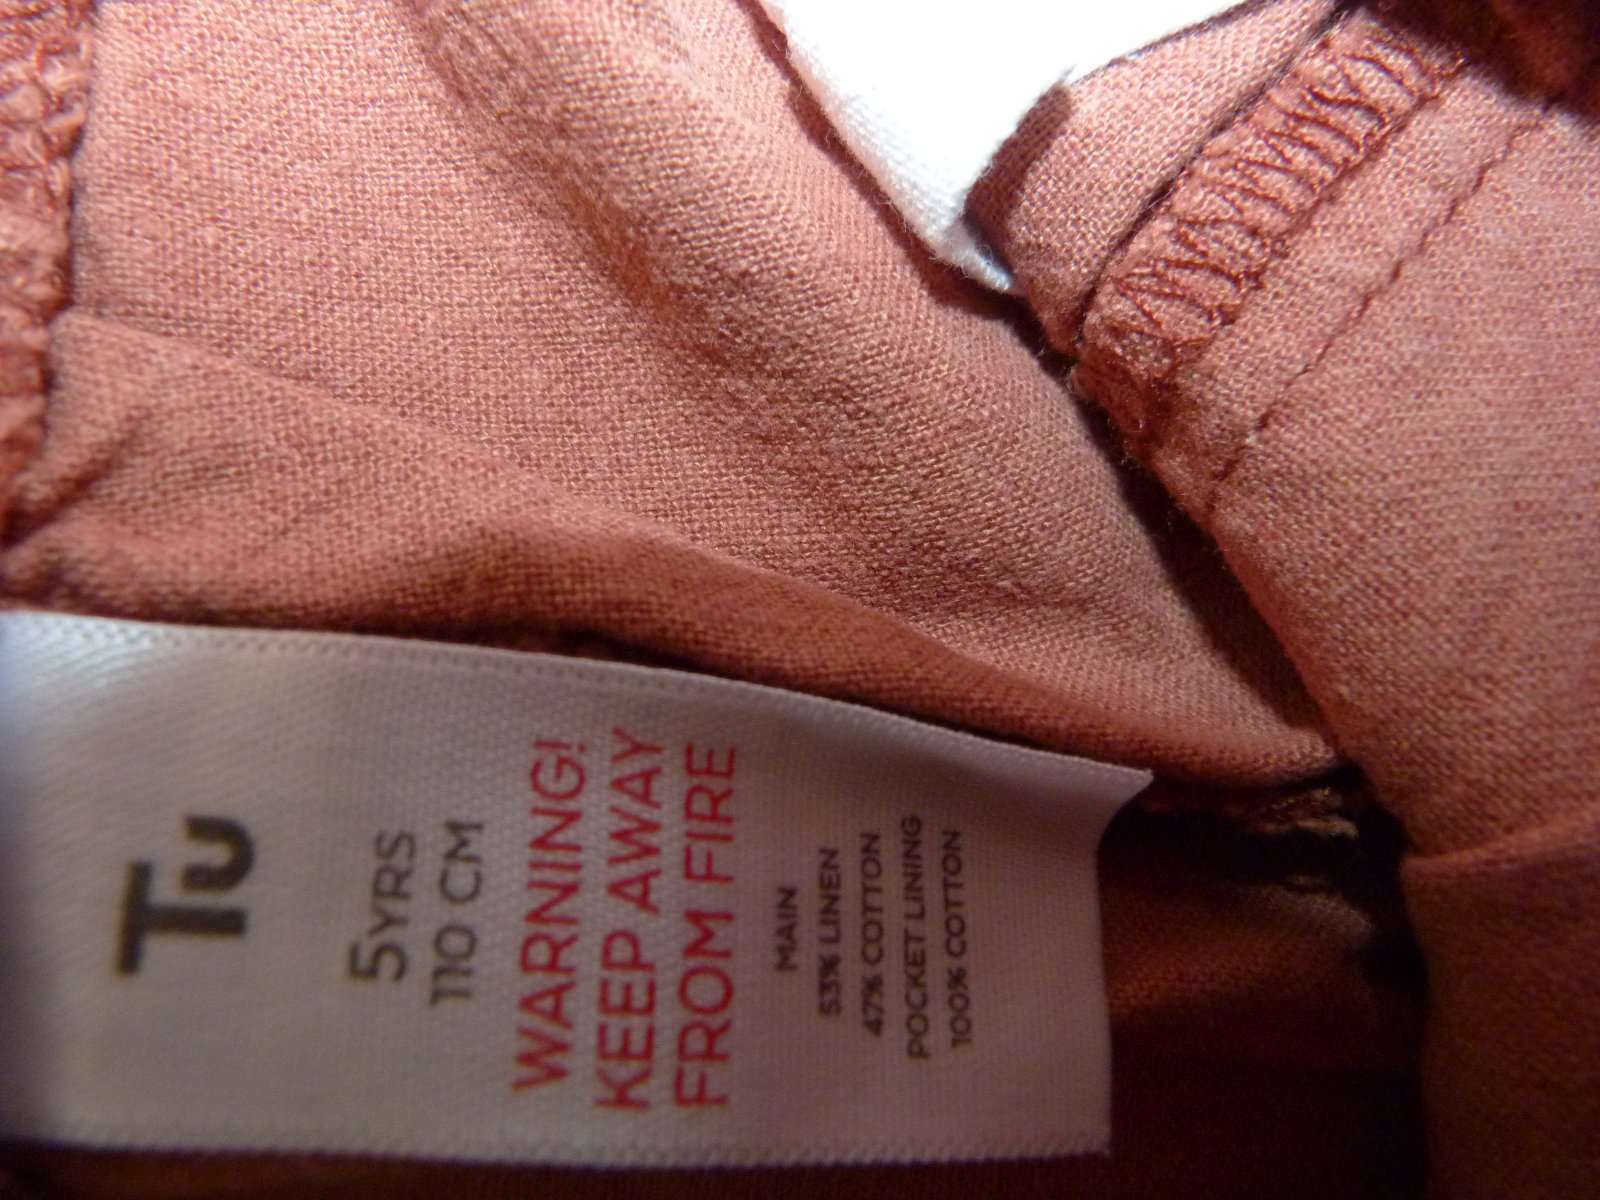 Tu
5YRS
110 CM
WARNING!
KEEP AWAY
FROM FIRE
MAIN
53% LINEN
47% COTTON
POCKET LINING
100% COTTON